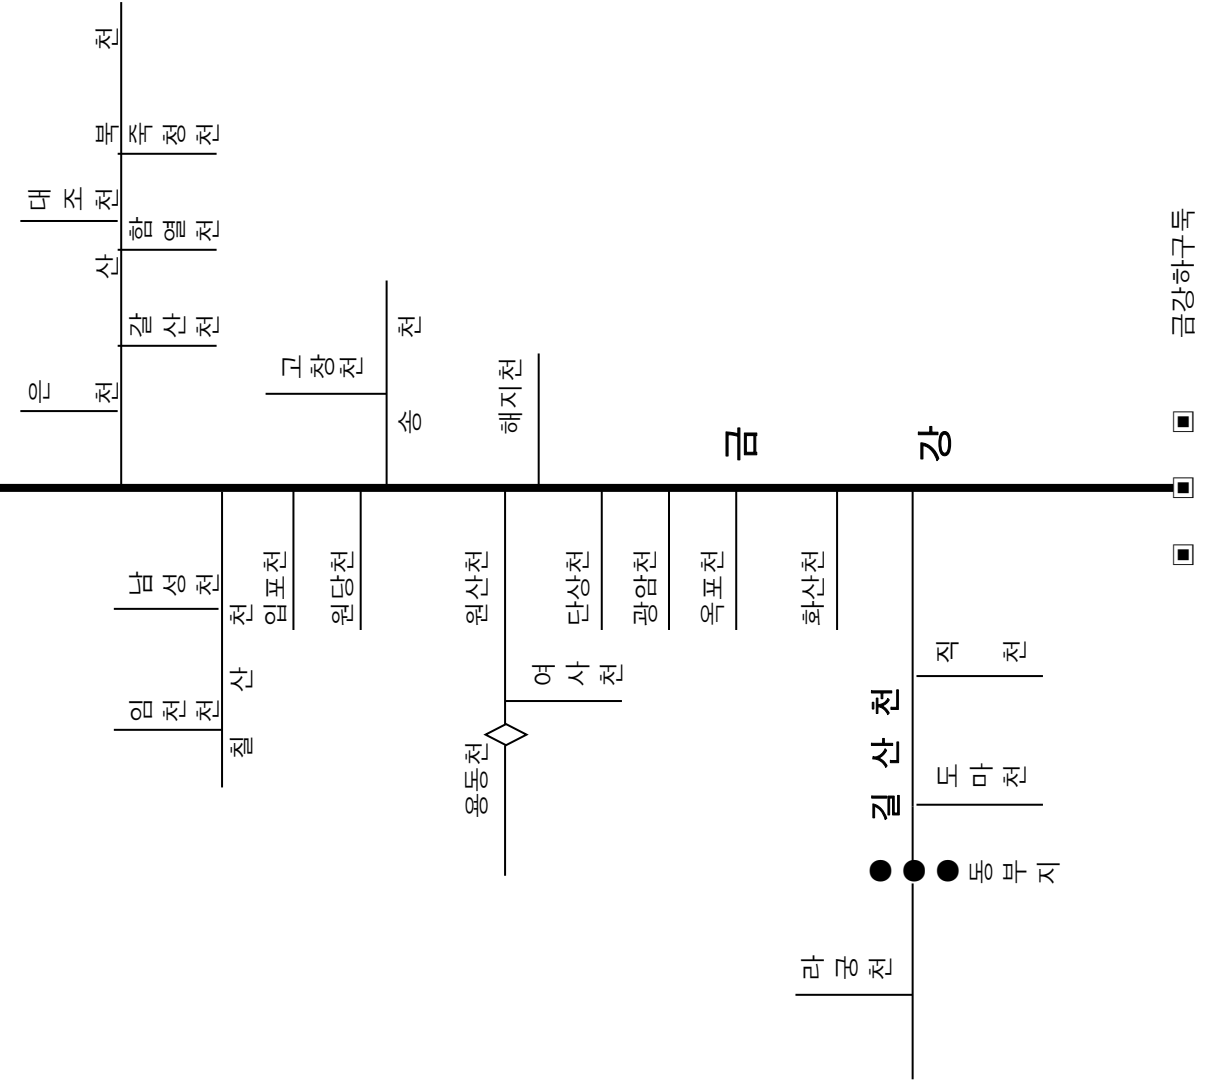 산북천
죽청천
대조천
함열천
갈산천
은천
고창천
송천
해지천
금강
금강하구둑
남성천
임천천
칠산천
입포천
원당천
원산천
여사천
용동천
단상천
광암천
옥포천
화산천
길산천
직천
도마천
동부지
라궁천